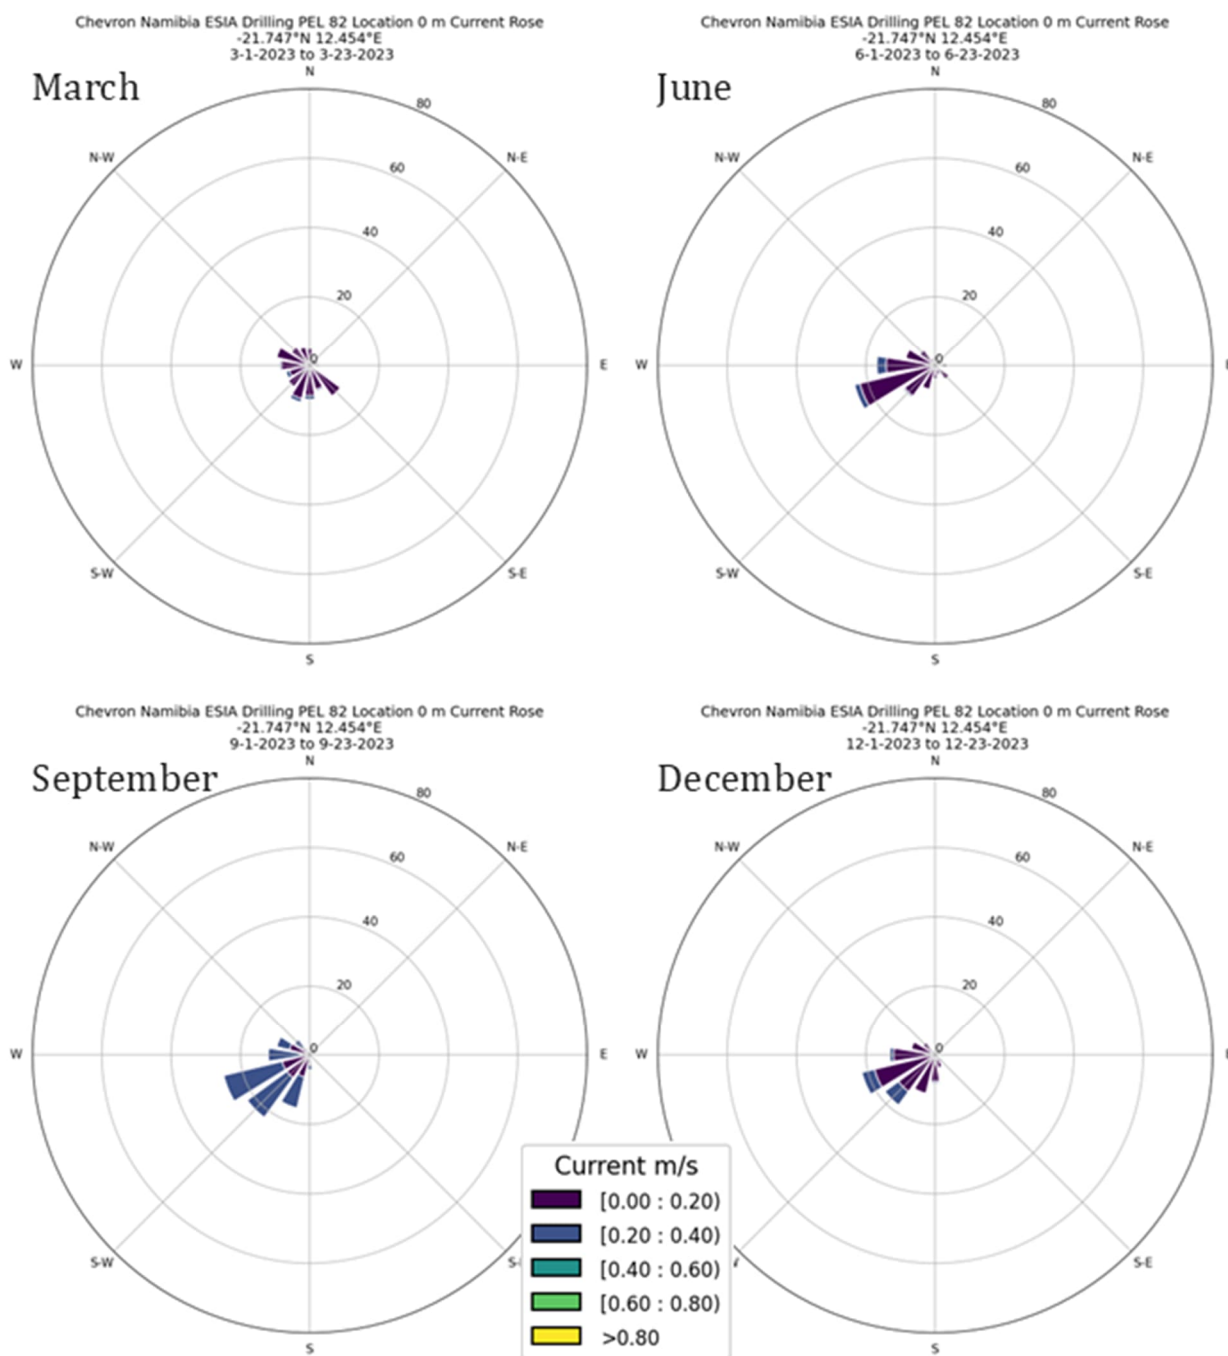 Chevron Namibia ESIA Drilling PEL 82 Location 0 m Current Rose
-21.747°N 12.454°E
3-1-2023 to 3-23-2023
March
N
N-E
E
S-E
S
S-W
W
N-W
0
20
40
60
80
Chevron Namibia ESIA Drilling PEL 82 Location 0 m Current Rose
-21.747°N 12.454°E
6-1-2023 to 6-23-2023
June
N
N-E
S-E
S
S-W
W
N-W
0
20
40
60
80
Chevron Namibia ESIA Drilling PEL 82 Location 0 m Current Rose
-21.747°N 12.454°E
9-1-2023 to 9-23-2023
September
N
N-E
E
S
S-W
W
N-W
0
20
40
60
80
Chevron Namibia ESIA Drilling PEL 82 Location 0 m Current Rose
-21.747°N 12.454°E
12-1-2023 to 12-23-2023
December
N
N-E
S-E
S
W
N-W
0
20
40
60
80
Current m/s
[0.00 : 0.20)
[0.20 : 0.40)
[0.40 : 0.60)
[0.60 : 0.80)
>0.80